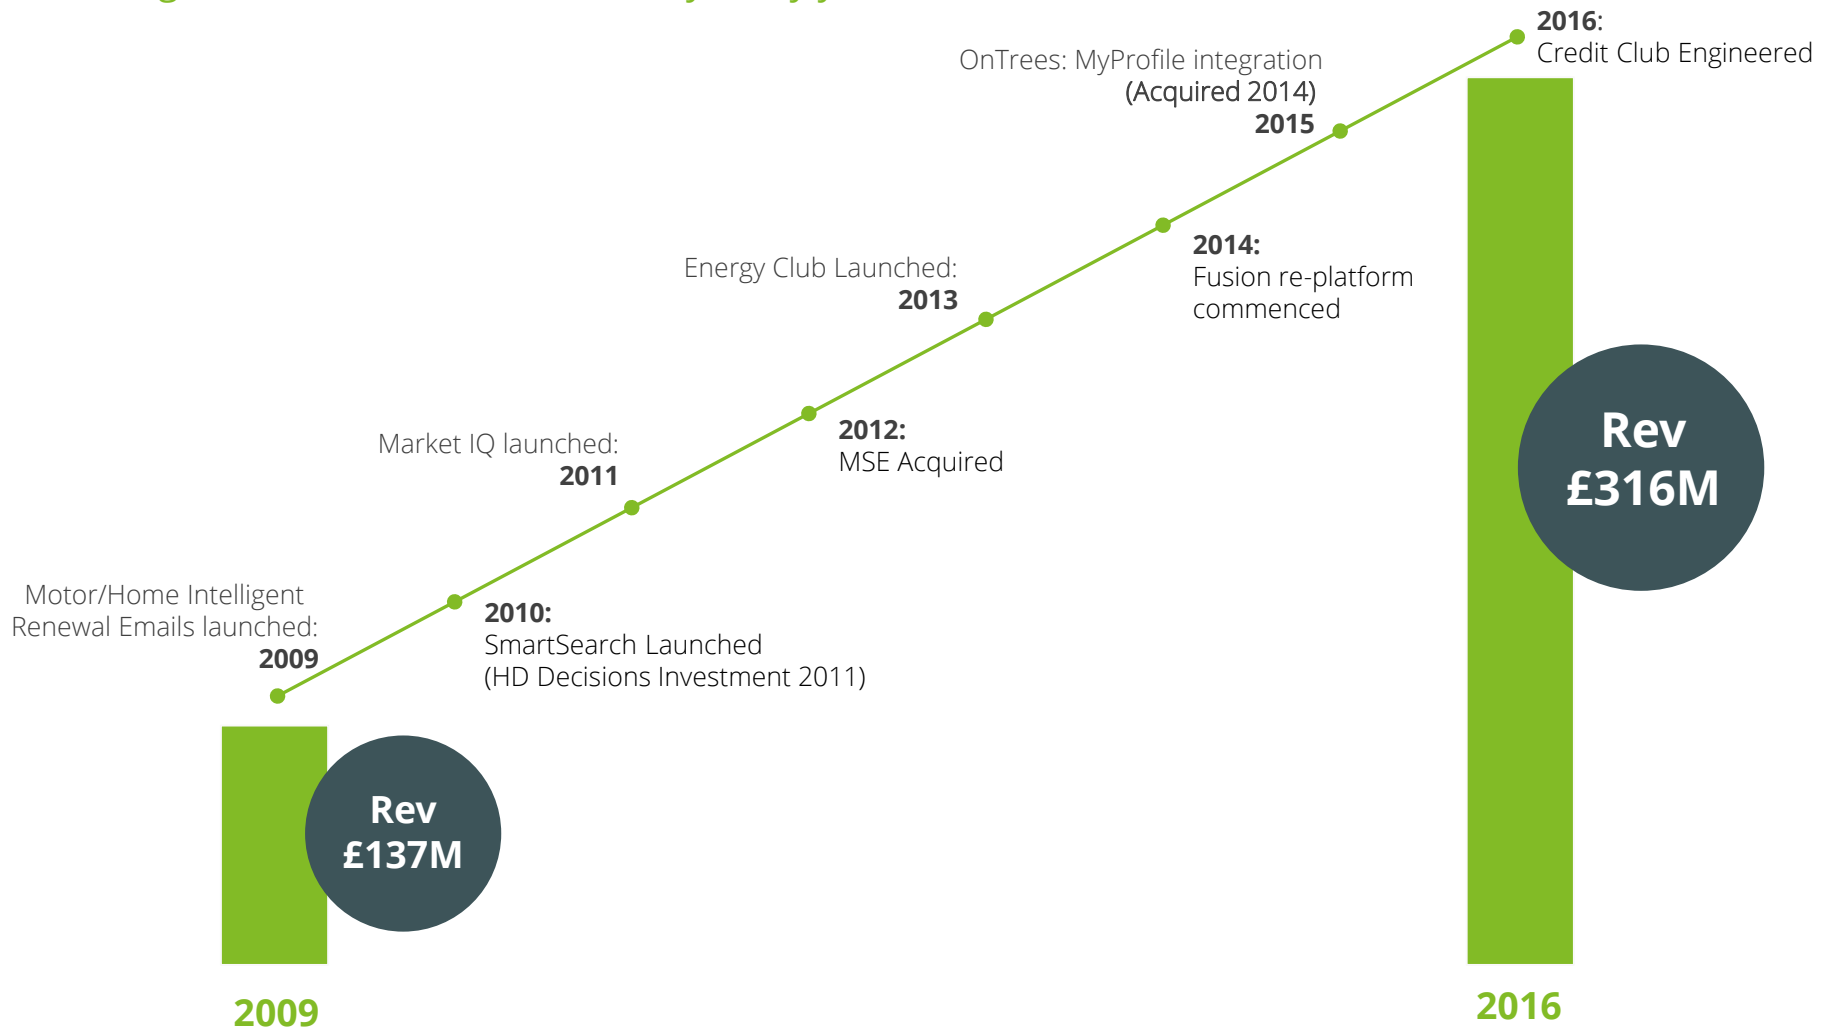 2016:
Credit Club Engineered
OnTrees: MyProfile integration
(Acquired 2014)
2015
2014:
Fusion re-platform
commenced
Energy Club Launched:
2013
2012:
MSE Acquired
Market IQ launched:
2011
2010:
SmartSearch Launched
(HD Decisions Investment 2011)
Motor/Home Intelligent
Renewal Emails launched:
2009
Rev
£316M
Rev
£137M
2009
2016